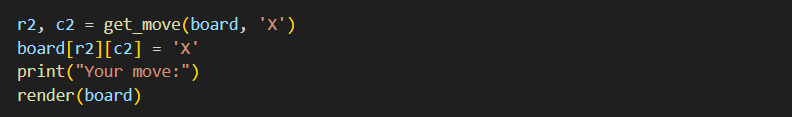 r2, c2 = get_move(board, 'X')
board[r2][c2] = 'X'
print("Your move:")
render(board)